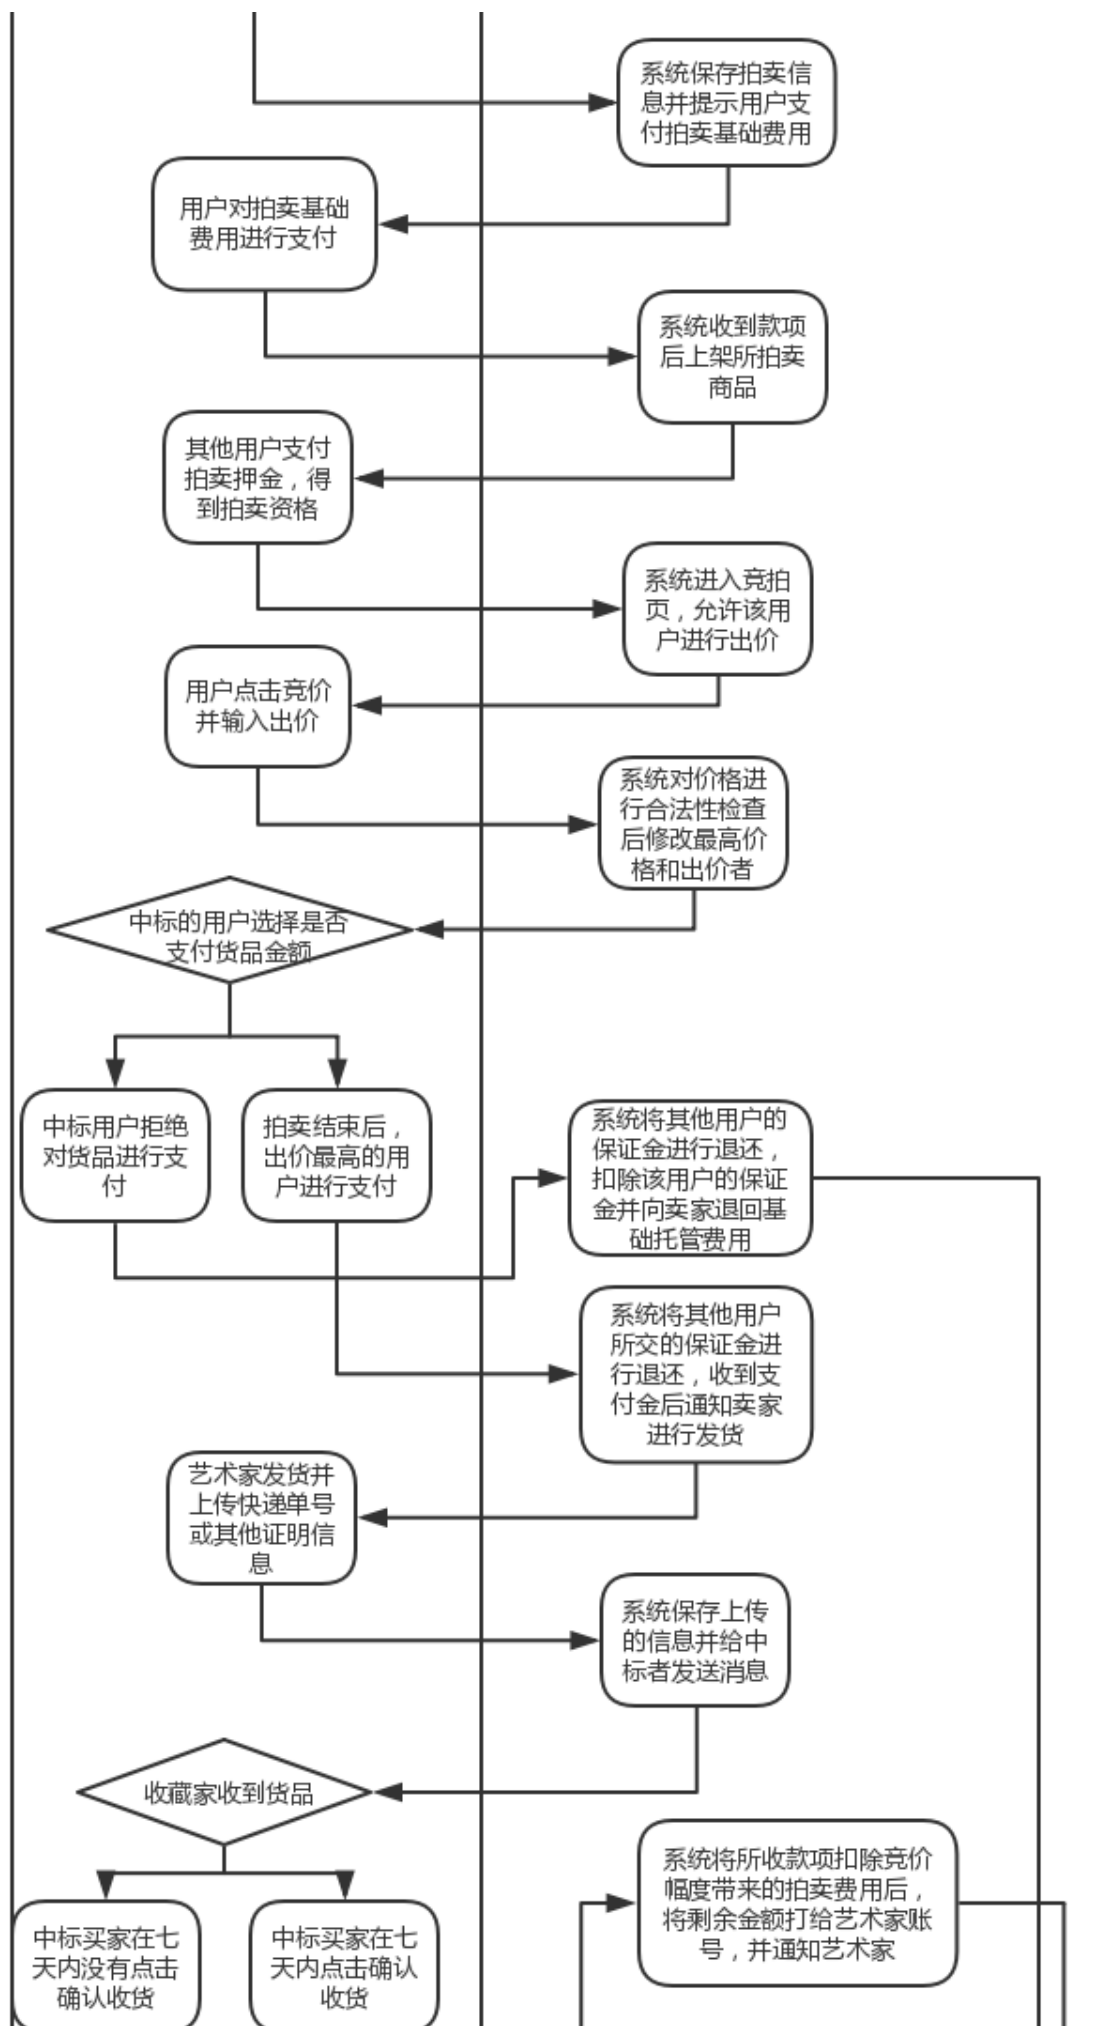 系统保存拍卖信
息并提示用户支
付拍卖基础费用
用户对拍卖基础
费用进行支付
系统收到款项
后上架所拍卖
商品
其他用户支付
拍卖押金，得
到拍卖资格
系统进入竞拍
页，允许该用
户进行出价
用户点击竞价
并输入出价
系统对价格进
行合法性检查
后修改最高价
格和出价者
中标的用户选择是否
支付货品金额
中标用户拒绝
对货品进行支
付
拍卖结束后，
出价最高的用
户进行支付
系统将其他用户的
保证金进行退还，
扣除该用户的保证
金并向卖家退回基
础托管费用
系统将其他用户
所交的保证金进
行退还，收到支
付金后通知卖家
进行发货
艺术家发货并
上传快递单号
或其他证明信
息
系统保存上传
的信息并给中
标者发送消息
收藏家收到货品
系统将所收款项扣除竞价
幅度带来的拍卖费用后，
将剩余金额打给艺术家账
号，并通知艺术家
中标买家在七
天内没有点击
确认收货
中标买家在七
天内点击确认
收货